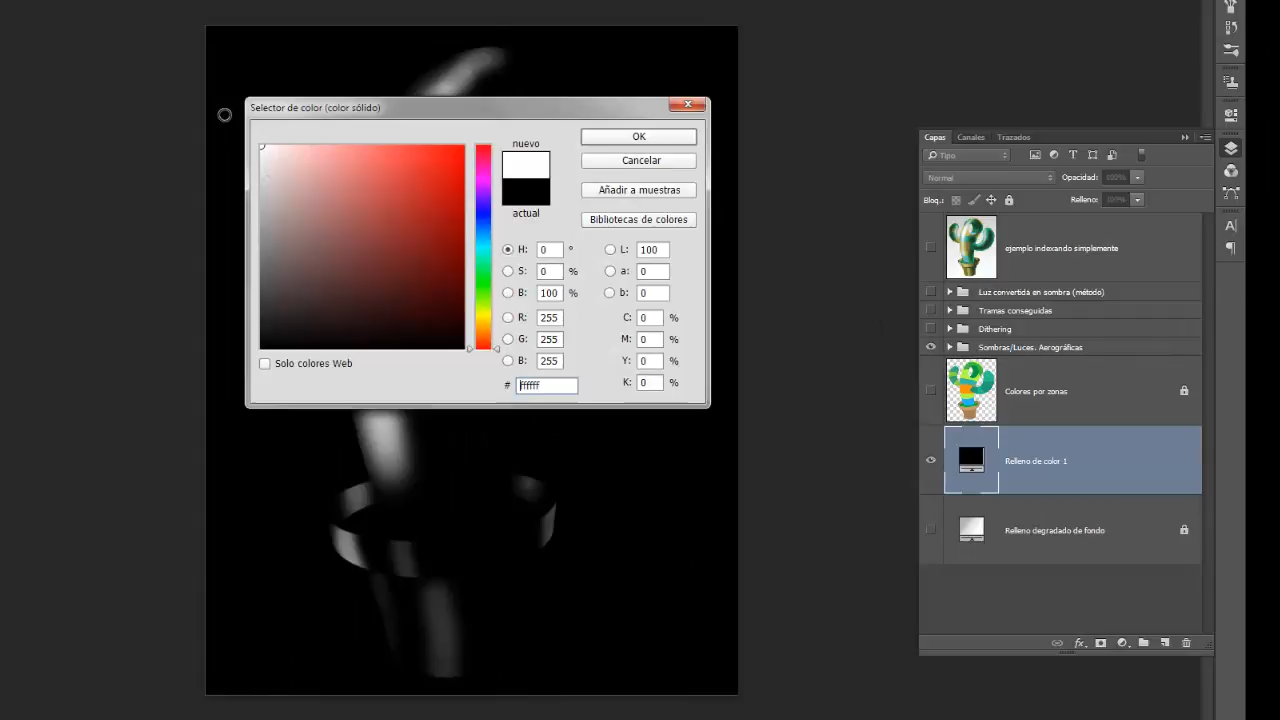 Selector de color (color sólido)
nuevo
actual
OK
Cancelar
Añadir a muestras
Bibliotecas de colores
H: 0 °
S: 0 %
B: 100 %
R: 255
G: 255
B: 255
# ffffff
L: 100
a: 0
b: 0
C: 0 %
M: 0 %
Y: 0 %
K: 0 %
Solo colores Web
Capas Canales Trazados
Tipo
Normal Opacidad: 100%
Bloq.: Relleno: 100%
ejemplo indexando simplemente
Luz convertida en sombra (método)
Tramas conseguidas
Dithering
Sombras/Luces. Aerográficas
Colores por zonas
Relleno de color 1
Relleno degradado de fondo
fx
A